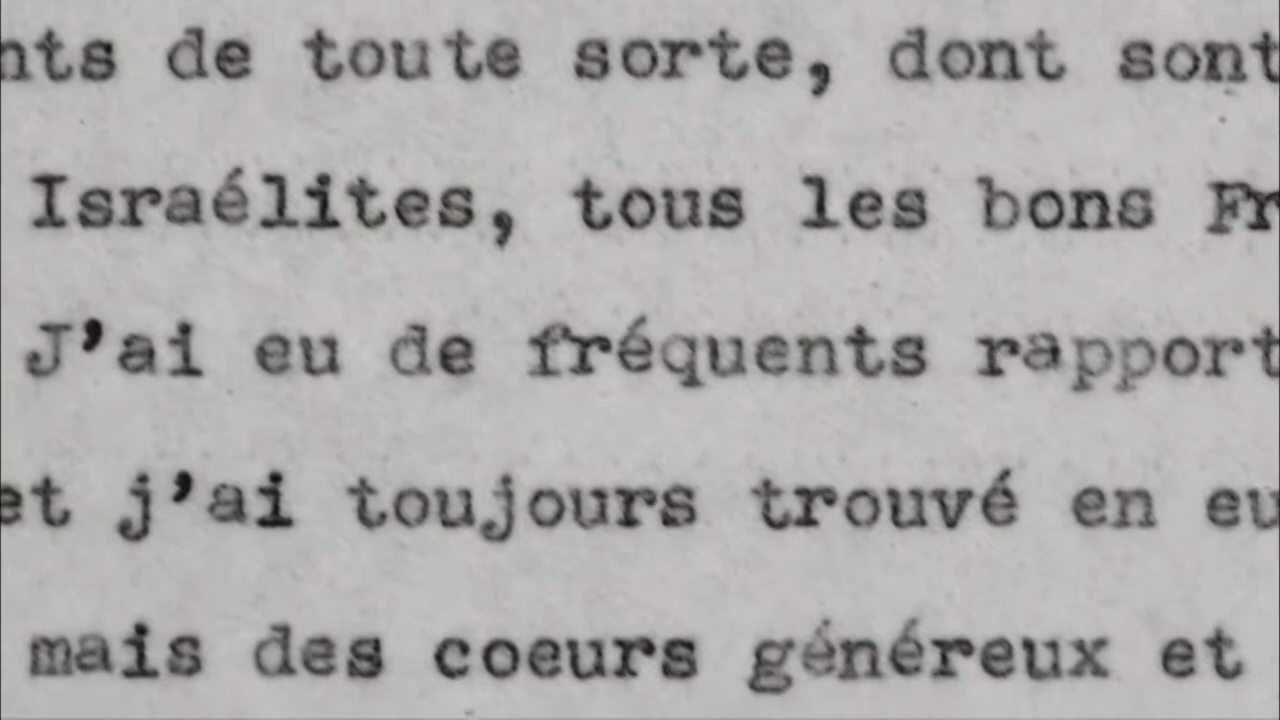 nts de toute sorte, dont sont
Israélites, tous les bons Fr
J'ai eu de fréquents rapport
et j'ai toujours trouvé en eu
mais des coeurs généreux et